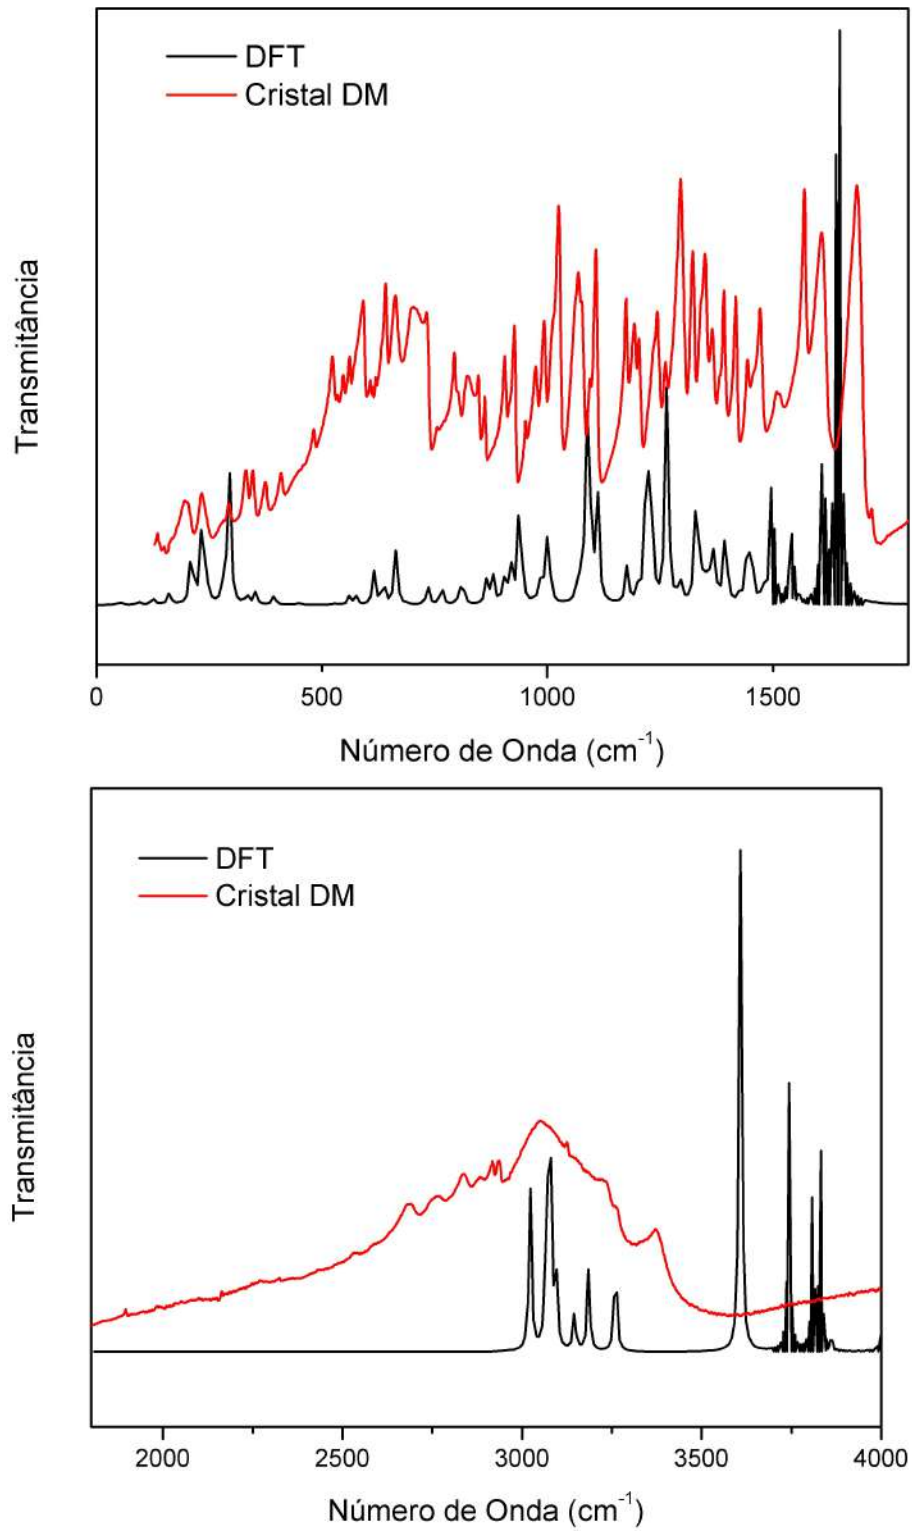 DFT
Cristal DM
Transmitância
0 500 1000 1500
Número de Onda (cm⁻¹)
DFT
Cristal DM
Transmitância
2000 2500 3000 3500 4000
Número de Onda (cm⁻¹)